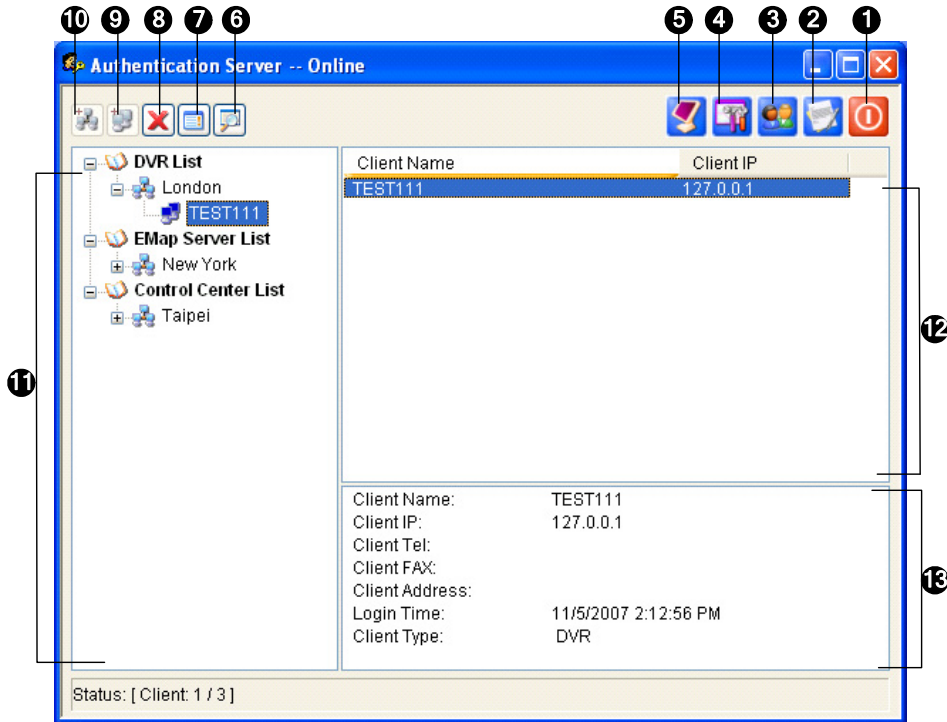 10 9 8 7 6 5 4 3 2 1
Authentication Server -- Online
DVR List
London
TEST111
EMap Server List
New York
Control Center List
Taipei
11
Client Name Client IP
TEST111 127.0.0.1
12
Client Name: TEST111
Client IP: 127.0.0.1
Client Tel:
Client FAX:
Client Address:
Login Time: 11/5/2007 2:12:56 PM
Client Type: DVR
13
Status: [ Client: 1 / 3 ]